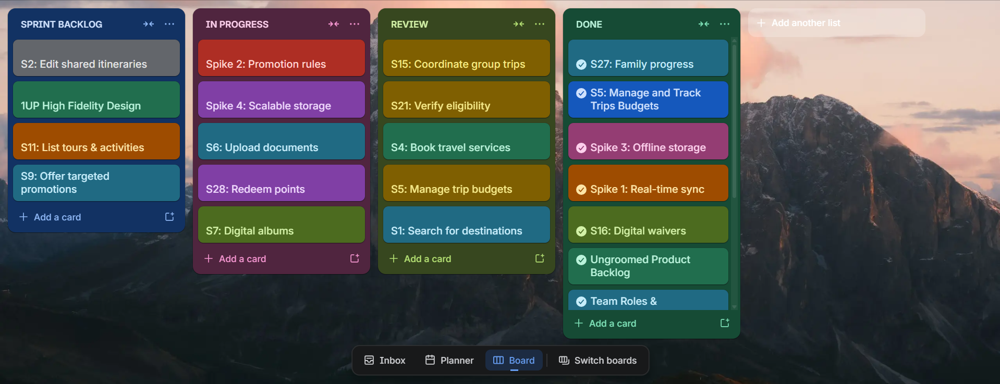 SPRINT BACKLOG
S2: Edit shared itineraries
1UP High Fidelity Design
S11: List tours & activities
S9: Offer targeted
promotions
Add a card
IN PROGRESS
Spike 2: Promotion rules
Spike 4: Scalable storage
S6: Upload documents
S28: Redeem points
S7: Digital albums
Add a card
REVIEW
S15: Coordinate group trips
S21: Verify eligibility
S4: Book travel services
S5: Manage trip budgets
S1: Search for destinations
Add a card
DONE
S27: Family progress
S5: Manage and Track
Trips Budgets
Spike 3: Offline storage
Spike 1: Real-time sync
S16: Digital waivers
Ungroomed Product
Backlog
Team Roles &
Add a card
Add another list
Inbox
Planner
Board
Switch boards